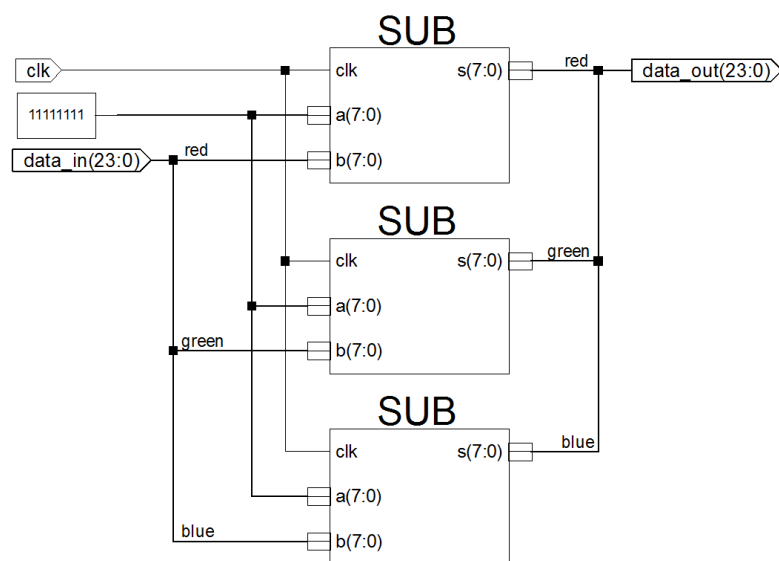 SUB
clk
clk
s(7:0)
red
data_out(23:0)
11111111
a(7:0)
data_in(23:0)
red
b(7:0)
SUB
clk
s(7:0)
green
a(7:0)
green
b(7:0)
SUB
clk
s(7:0)
blue
a(7:0)
blue
b(7:0)